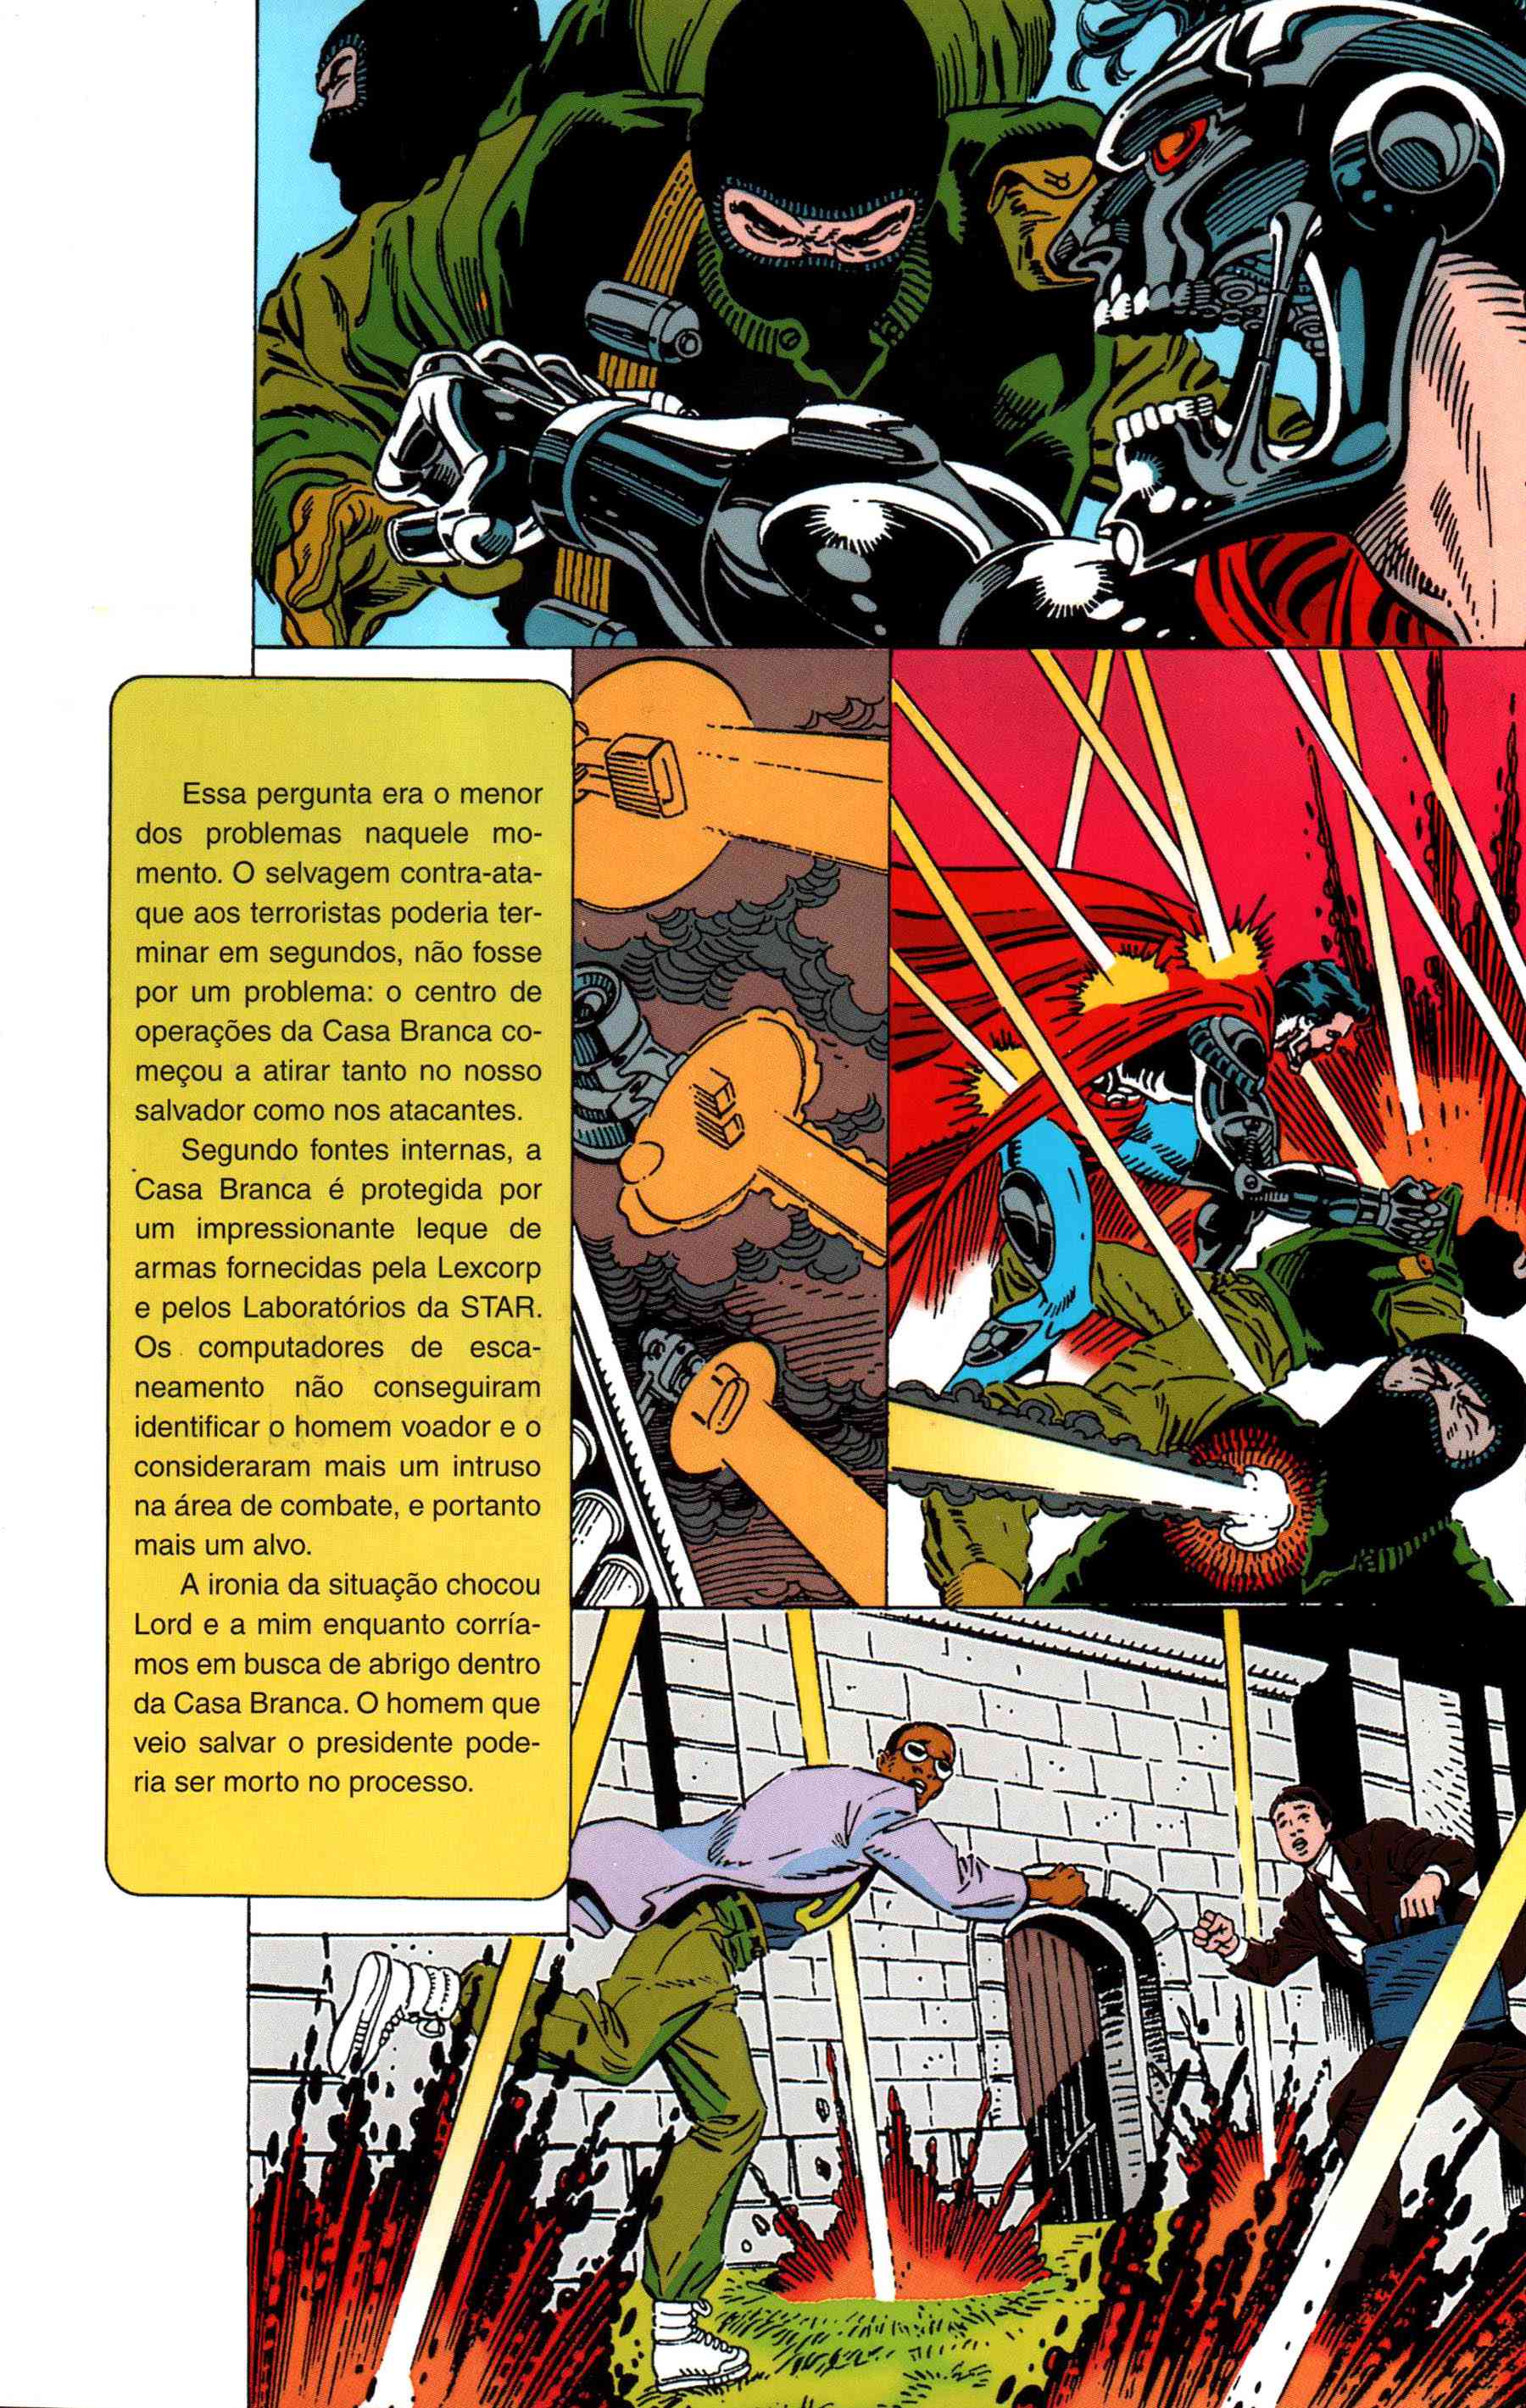 Essa pergunta era o menor
dos problemas naquele mo-
mento. O selvagem contra-ata-
que aos terroristas poderia ter-
minar em segundos, não fosse
por um problema: o centro de
operações da Casa Branca co-
meçou a atirar tanto no nosso
salvador como nos atacantes.
Segundo fontes internas, a
Casa Branca é protegida por
um impressionante leque de
armas fornecidas pela Lexcorp
e pelos Laboratórios da STAR.
Os computadores de esca-
neamento não conseguiram
identificar o homem voador e o
consideraram mais um intruso
na área de combate, e portanto
mais um alvo.
A ironia da situação chocou
Lord e a mim enquanto corría-
mos em busca de abrigo dentro
da Casa Branca. O homem que
veio salvar o presidente pode-
ria ser morto no processo.